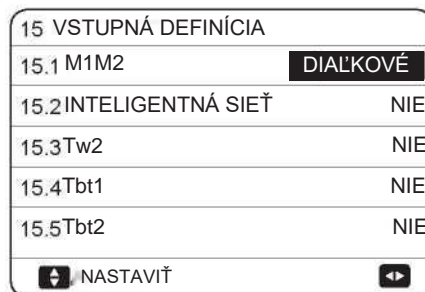 15 VSTUPNÁ DEFINÍCIA
15.1 M1M2 DIAĽKOVÉ
15.2 INTELIGENTNÁ SIEŤ NIE
15.3 Tw2 NIE
15.4 Tbt1 NIE
15.5 Tbt2 NIE
NASTAVIŤ